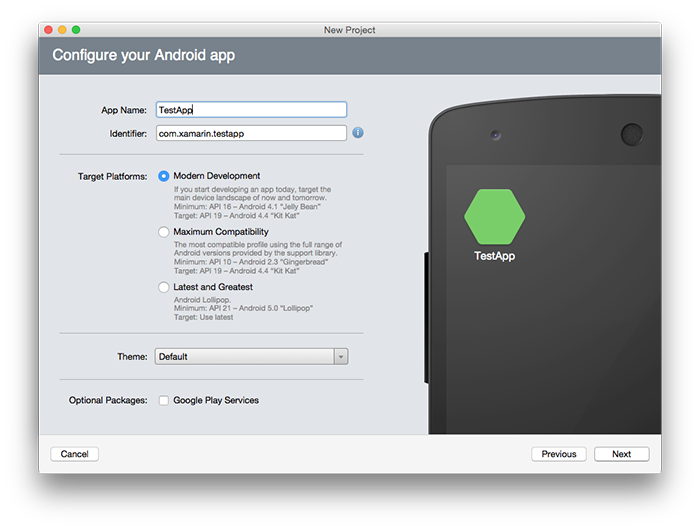 New Project
Configure your Android app
App Name: TestApp
Identifier: com.xamarin.testapp
Target Platforms: Modern Development
If you start developing an app today, target the
main device landscape of now and tomorrow.
Minimum: API 16 – Android 4.1 "Jelly Bean"
Target: API 19 – Android 4.4 "Kit Kat"
Maximum Compatibility
The most compatible profile using the full range of
Android versions provided by the support library.
Minimum: API 10 – Android 2.3 "Gingerbread"
Target: API 19 – Android 4.4 "Kit Kat"
Latest and Greatest
Android Lollipop.
Minimum: API 21 – Android 5.0 "Lollipop"
Target: Use latest
Theme: Default
Optional Packages: Google Play Services
TestApp
Cancel
Previous
Next